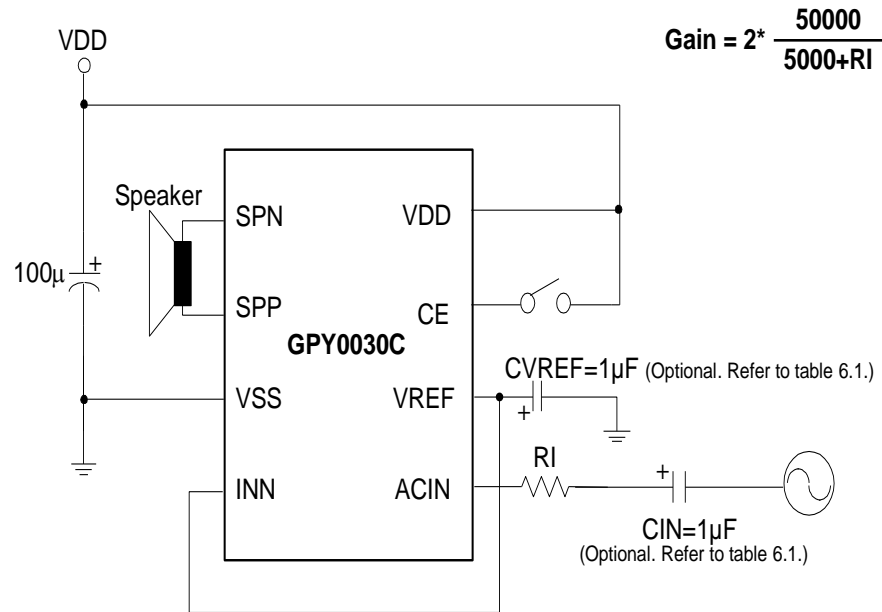 VDD
Gain = 2* 50000
5000+RI
Speaker
SPN
VDD
100μ
+
SPP
CE
GPY0030C
CVREF=1μF (Optional. Refer to table 6.1.)
VSS
VREF
+
RI
+
INN
ACIN
CIN=1μF
(Optional. Refer to table 6.1.)